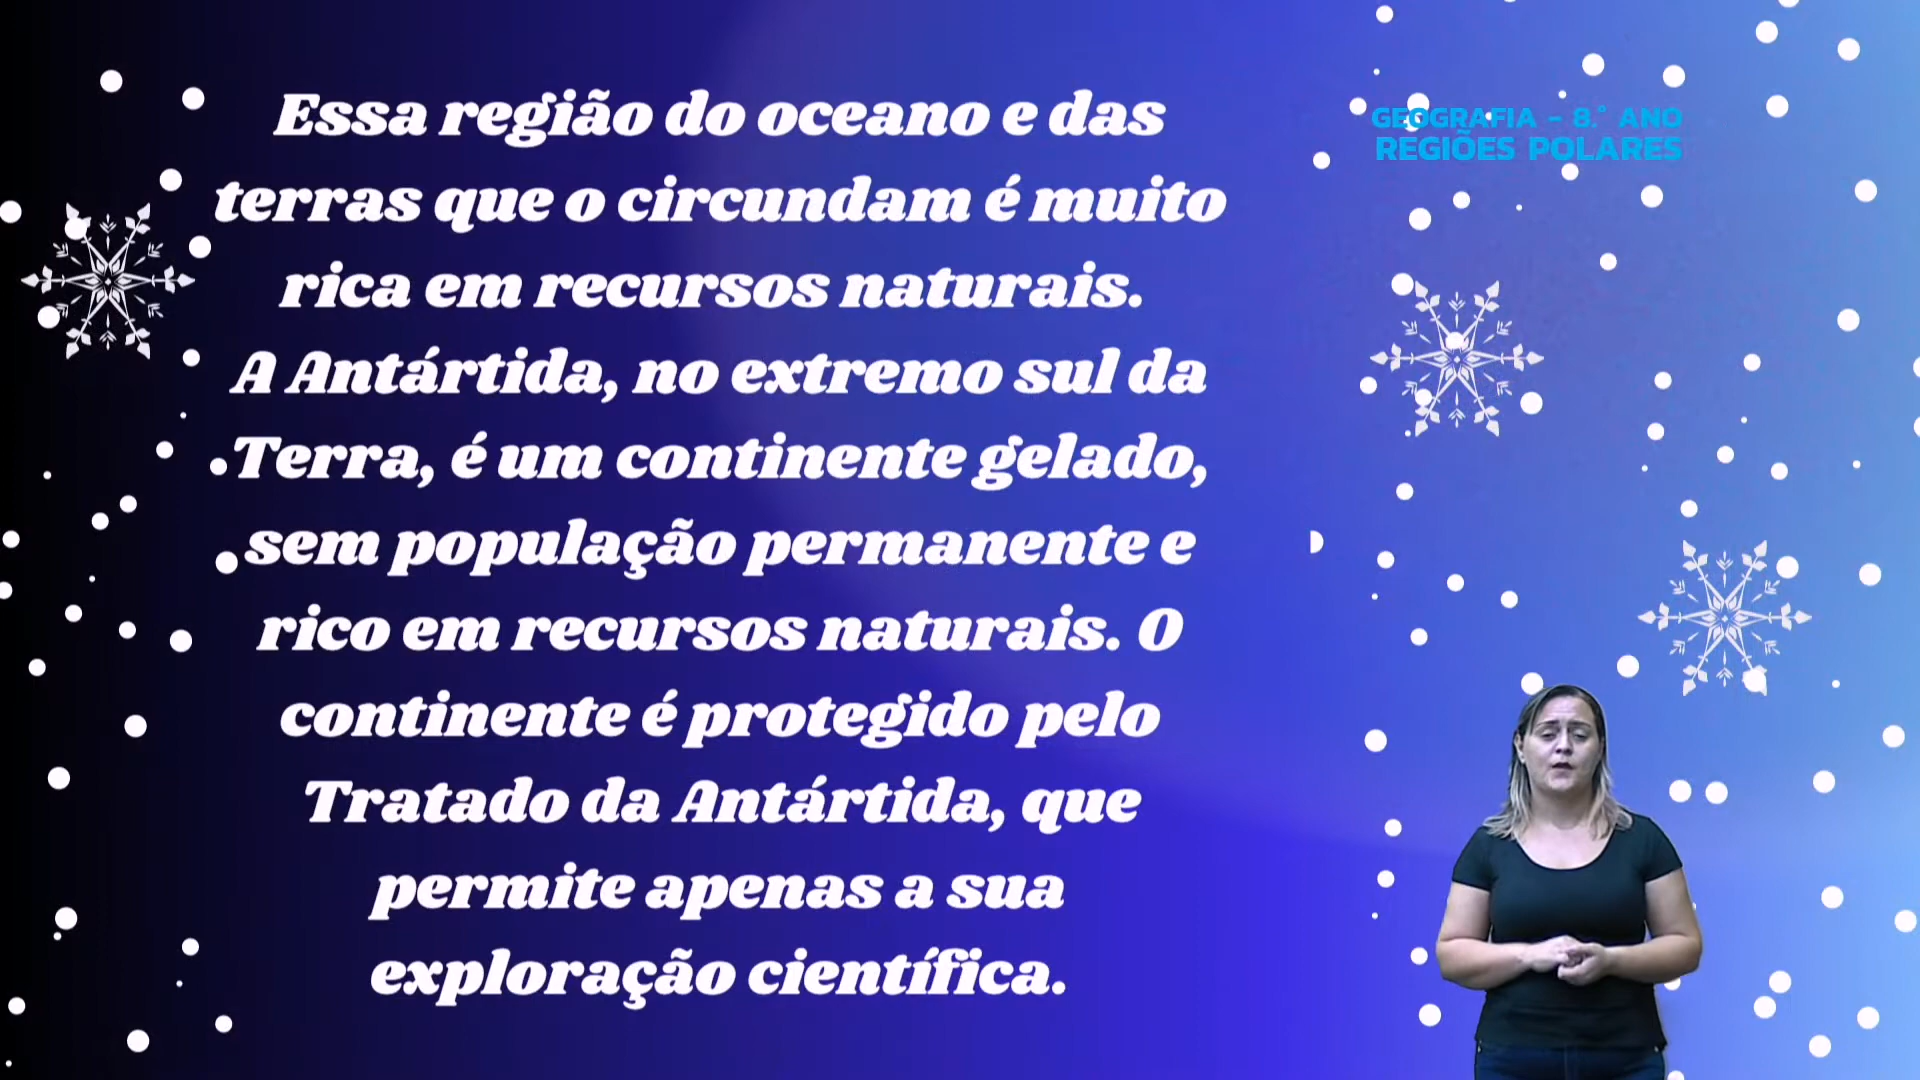 Essa região do oceano e das
terras que o circundam é muito
rica em recursos naturais.
A Antártida, no extremo sul da
Terra, é um continente gelado,
sem população permanente e
rico em recursos naturais. O
continente é protegido pelo
Tratado da Antártida, que
permite apenas a sua
exploração científica.
GEOGRAFIA - 8.° ANO
REGIÕES POLARES